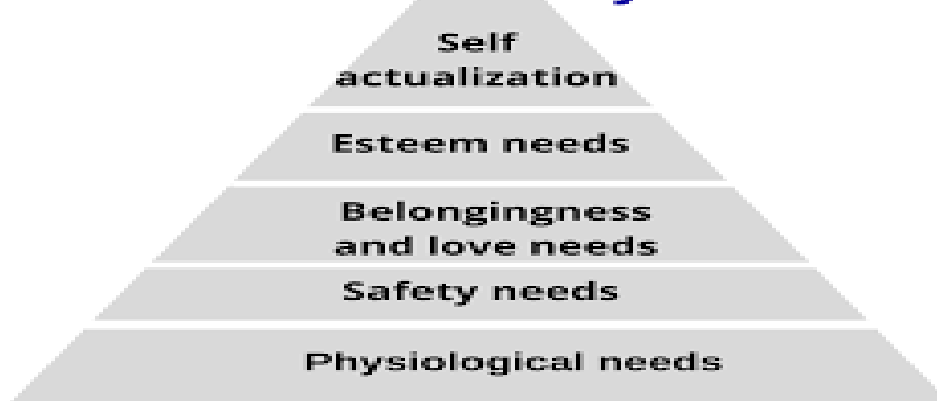 Self
actualization
Esteem needs
Belongingness
and love needs
Safety needs
Physiological needs